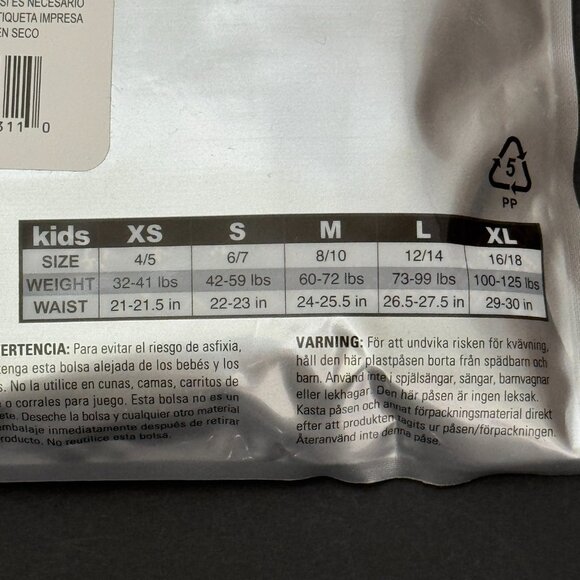 SI ES NECESARIO
ETIQUETA IMPRESA
EN SECO
311 0
5
PP
kids XS S M L XL
SIZE 4/5 6/7 8/10 12/14 16/18
WEIGHT 32-41 lbs 42-59 lbs 60-72 lbs 73-99 lbs 100-125 lbs
WAIST 21-21.5 in 22-23 in 24-25.5 in 26.5-27.5 in 29-30 in
ERTENCIA: Para evitar el riesgo de asfixia,
tenga esta bolsa alejada de los bebés y los
s. No la utilice en cunas, camas, carritos de
o corrales para juego. Esta bolsa no es un
ete. Deseche la bolsa y cualquier otro material
mbalaje inmediatamente después de retirar
roducto. No reutilice esta bolsa.
VARNING: För att undvika risken för kvävning,
håll den här plastpåsen borta från spädbarn och
barn. Använd inte i spjälsängar, sängar, barnvagnar
eller lekhagar. Den här påsen är ingen leksak.
Kasta påsen och annat förpackningsmaterial direkt
efter att produkten tagits ur påsen/förpackningen.
Återanvänd inte denna påse.